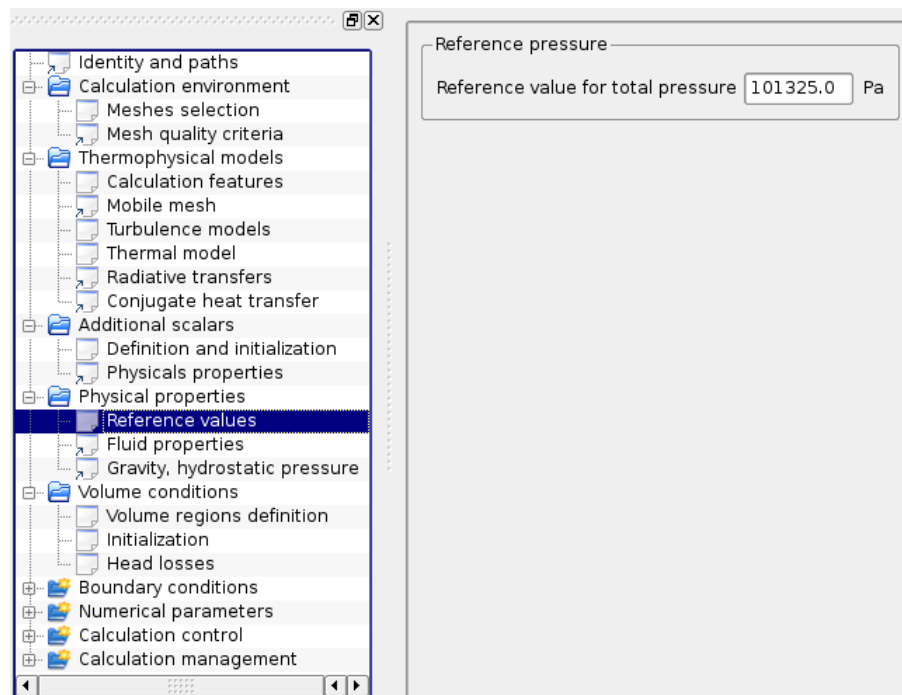 Identity and paths
Calculation environment
Meshes selection
Mesh quality criteria
Thermophysical models
Calculation features
Mobile mesh
Turbulence models
Thermal model
Radiative transfers
Conjugate heat transfer
Additional scalars
Definition and initialization
Physicals properties
Physical properties
Reference values
Fluid properties
Gravity, hydrostatic pressure
Volume conditions
Volume regions definition
Initialization
Head losses
Boundary conditions
Numerical parameters
Calculation control
Calculation management
Reference pressure
Reference value for total pressure 101325.0 Pa